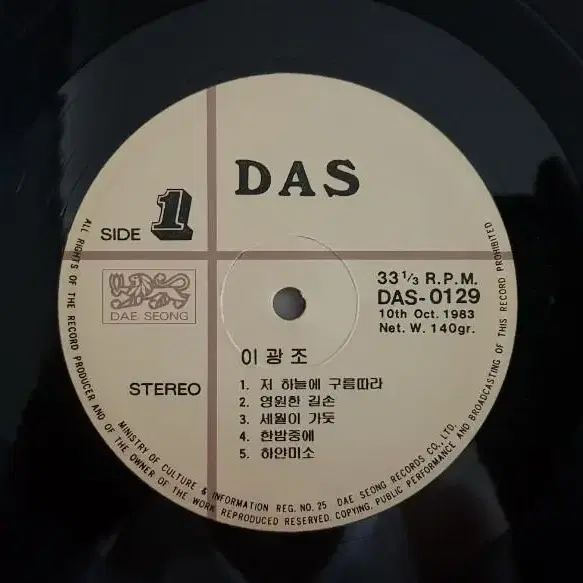 DAS
SIDE 1
DAE SEONG
STEREO
33 1/3 R.P.M.
DAS-0129
10th Oct. 1983
Net. W. 140gr.
이광조
1. 저 하늘에 구름따라
2. 영원한 길손
3. 세월이 가듯
4. 한밤중에
5. 하얀미소
ALL RIGHTS OF THE RECORD PRODUCER AND OF THE OWNER OF THE WORK REPRODUCED RESERVED. COPYING, PUBLIC PERFORMANCE AND BROADCASTING OF THIS RECORD PROHIBITED
MINISTRY OF CULTURE & INFORMATION REG. NO. 25 DAE SEONG RECORDS CO., LTD.